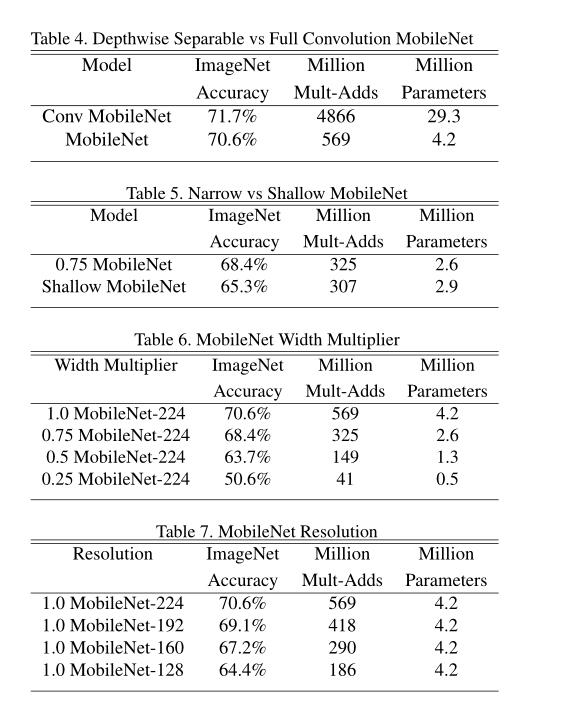 Table 4. Depthwise Separable vs Full Convolution MobileNet
Model ImageNet Million Million
Accuracy Mult-Adds Parameters
Conv MobileNet 71.7% 4866 29.3
MobileNet 70.6% 569 4.2
Table 5. Narrow vs Shallow MobileNet
Model ImageNet Million Million
Accuracy Mult-Adds Parameters
0.75 MobileNet 68.4% 325 2.6
Shallow MobileNet 65.3% 307 2.9
Table 6. MobileNet Width Multiplier
Width Multiplier ImageNet Million Million
Accuracy Mult-Adds Parameters
1.0 MobileNet-224 70.6% 569 4.2
0.75 MobileNet-224 68.4% 325 2.6
0.5 MobileNet-224 63.7% 149 1.3
0.25 MobileNet-224 50.6% 41 0.5
Table 7. MobileNet Resolution
Resolution ImageNet Million Million
Accuracy Mult-Adds Parameters
1.0 MobileNet-224 70.6% 569 4.2
1.0 MobileNet-192 69.1% 418 4.2
1.0 MobileNet-160 67.2% 290 4.2
1.0 MobileNet-128 64.4% 186 4.2